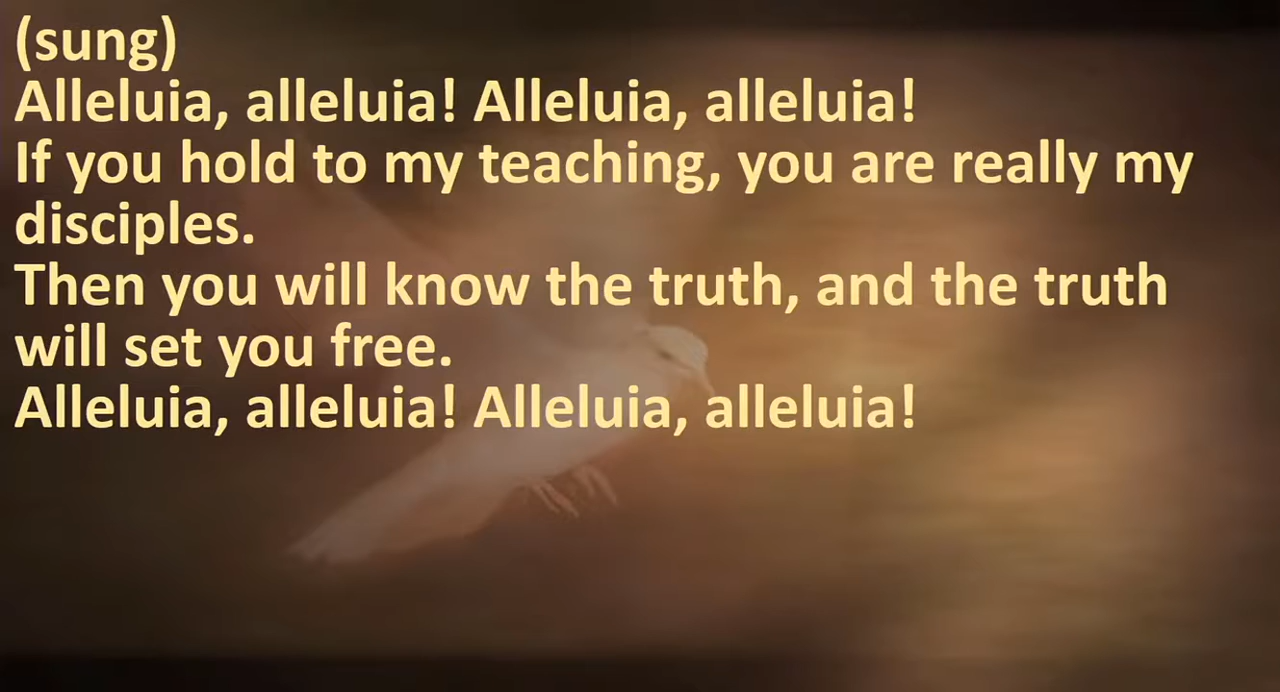 (sung)
Alleluia, alleluia! Alleluia, alleluia!
If you hold to my teaching, you are really my
disciples.
Then you will know the truth, and the truth
will set you free.
Alleluia, alleluia! Alleluia, alleluia!